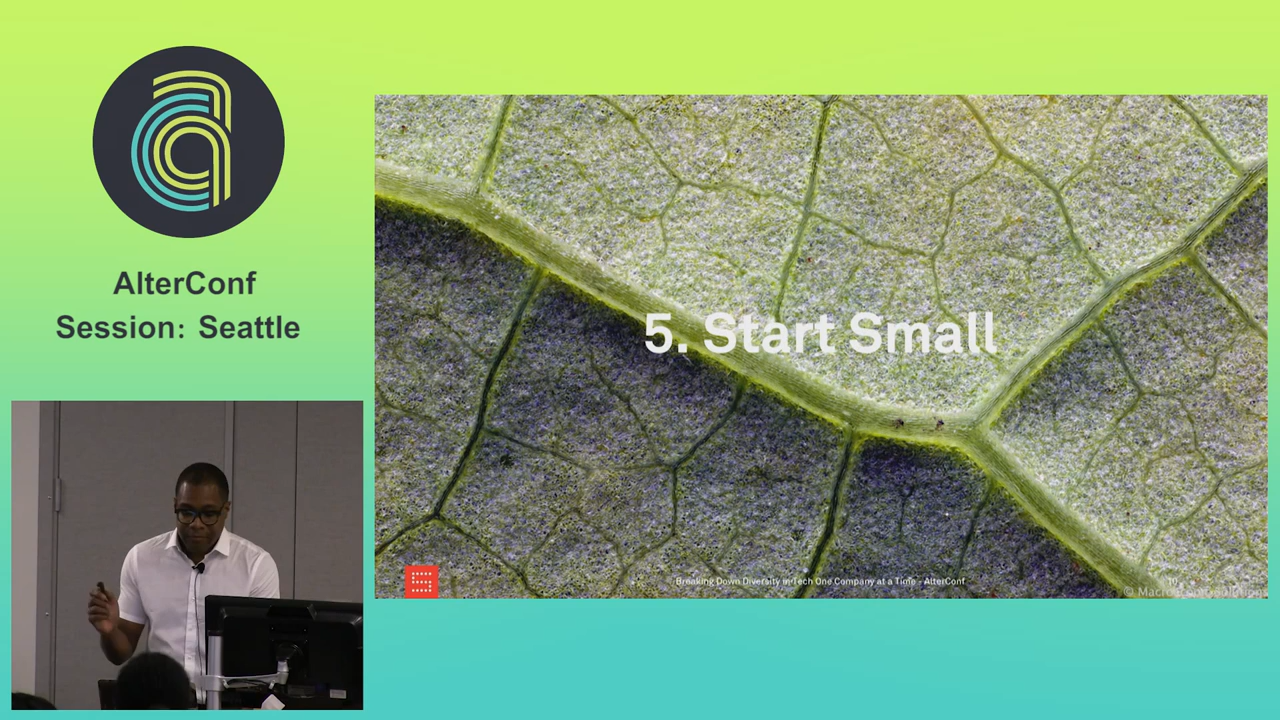 AlterConf
Session: Seattle
5. Start Small
Breaking Down Diversity in Tech One Company at a Time - AlterConf